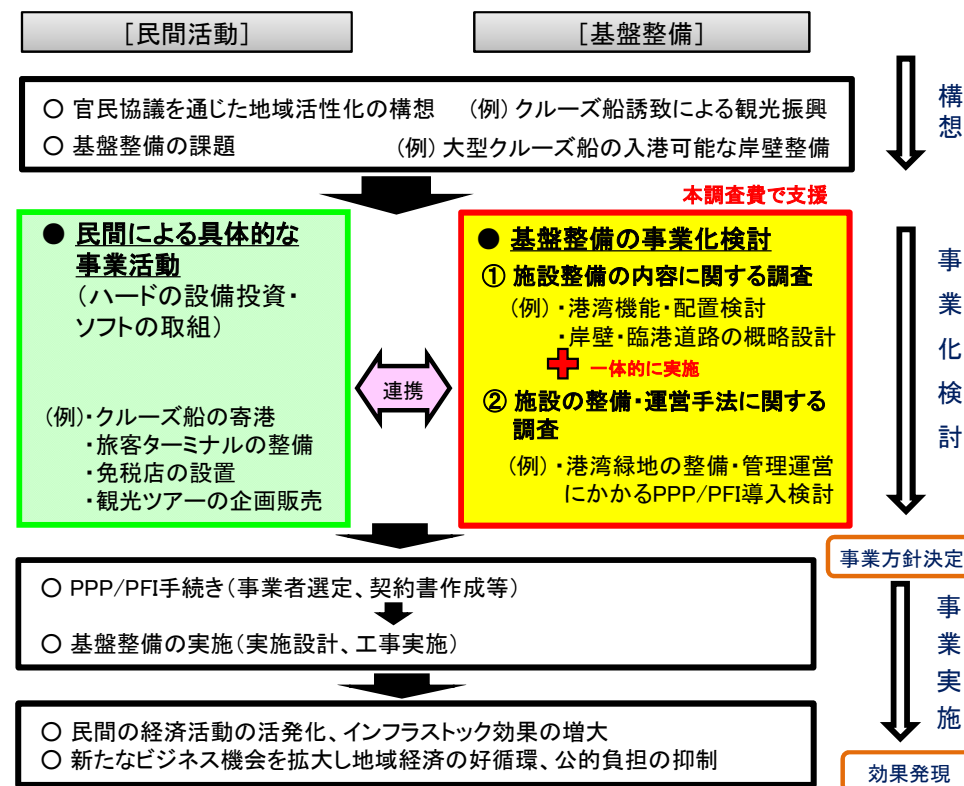 ［民間活動］
［基盤整備］
○ 官民協議を通じた地域活性化の構想　（例）クルーズ船誘致による観光振興
○ 基盤整備の課題　（例）大型クルーズ船の入港可能な岸壁整備
構想
本調査費で支援
● 民間による具体的な
事業活動
（ハードの設備投資・
ソフトの取組）
（例）・クルーズ船の寄港
・旅客ターミナルの整備
・免税店の設置
・観光ツアーの企画販売
連携
● 基盤整備の事業化検討
① 施設整備の内容に関する調査
（例）・港湾機能・配置検討
・岸壁・臨港道路の概略設計
一体的に実施
② 施設の整備・運営手法に関する
調査
（例）・港湾緑地の整備・管理運営
にかかるPPP/PFI導入検討
事業化検討
事業方針決定
○ PPP/PFI手続き（事業者選定、契約書作成等）
○ 基盤整備の実施（実施設計、工事実施）
事業実施
○ 民間の経済活動の活発化、インフラストック効果の増大
○ 新たなビジネス機会を拡大し地域経済の好循環、公的負担の抑制
効果発現